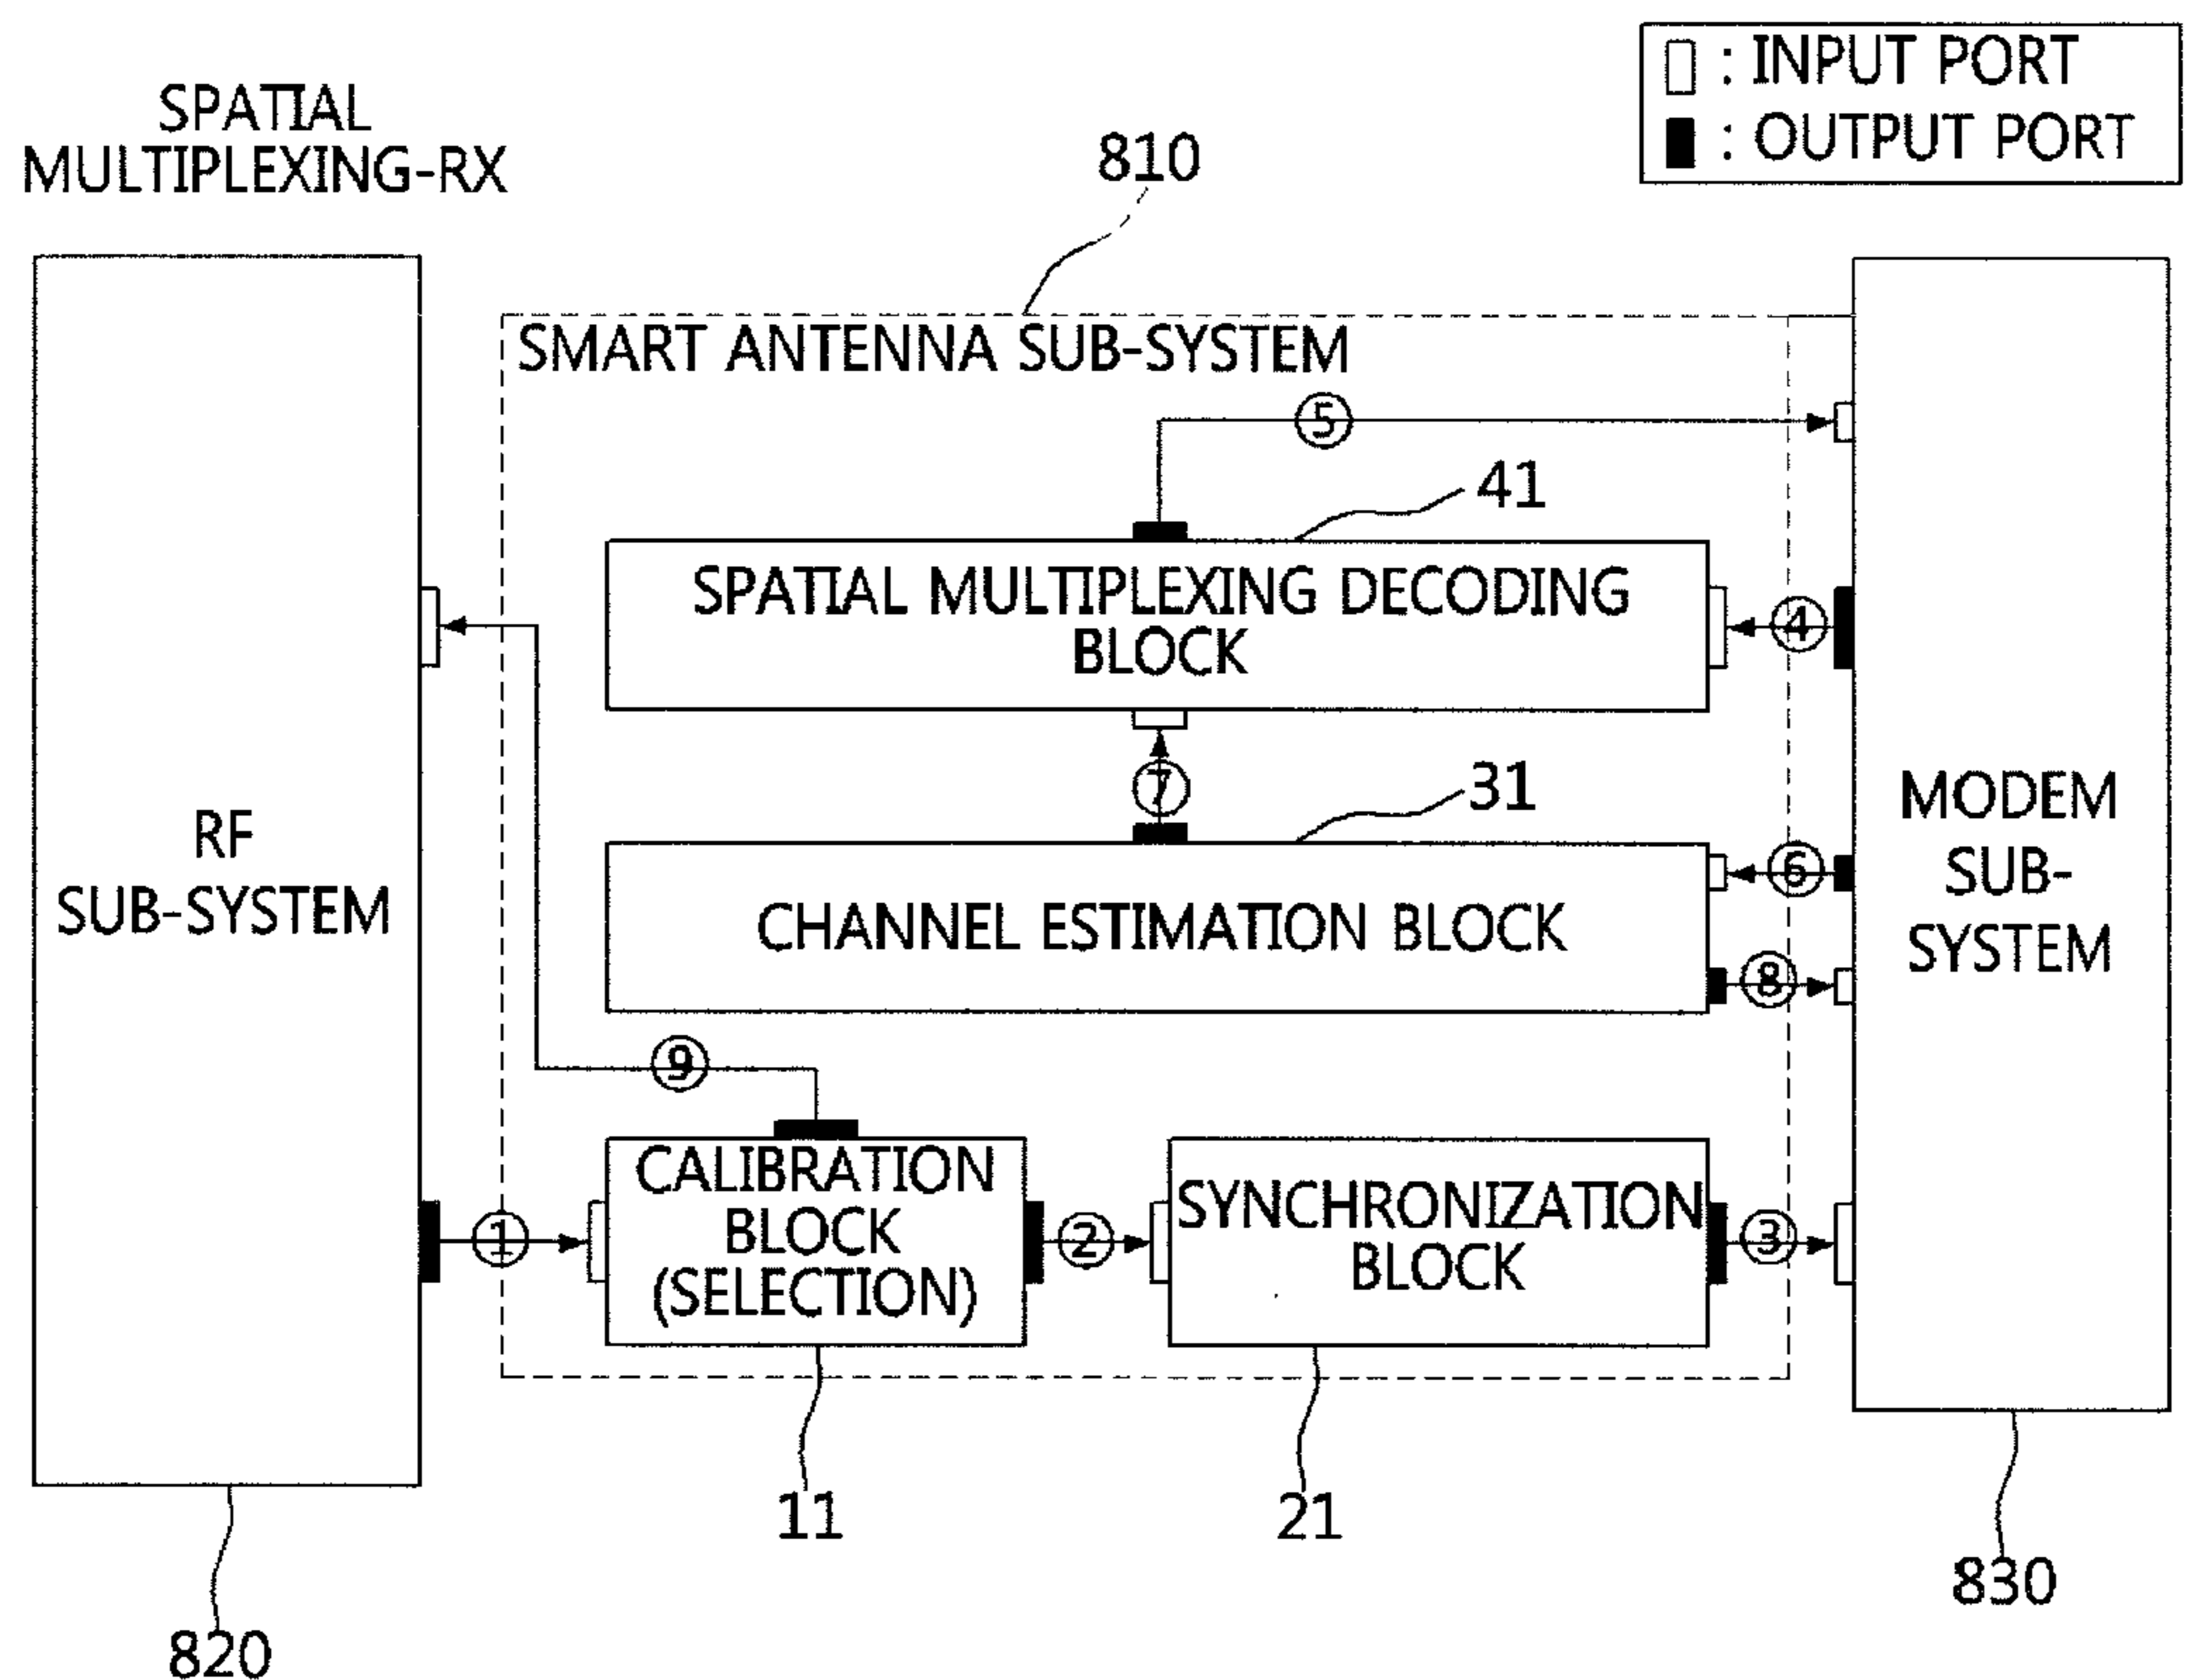 : INPUT PORT
: OUTPUT PORT
SPATIAL
MULTIPLEXING-RX
810
SMART ANTENNA SUB-SYSTEM
⑤
41
SPATIAL MULTIPLEXING DECODING
BLOCK
④
⑦
31
RF
SUB-SYSTEM
CHANNEL ESTIMATION BLOCK
⑥
⑧
MODEM
SUB-
SYSTEM
⑨
①
CALIBRATION
BLOCK
(SELECTION)
②
SYNCHRONIZATION
BLOCK
③
11
21
820
830